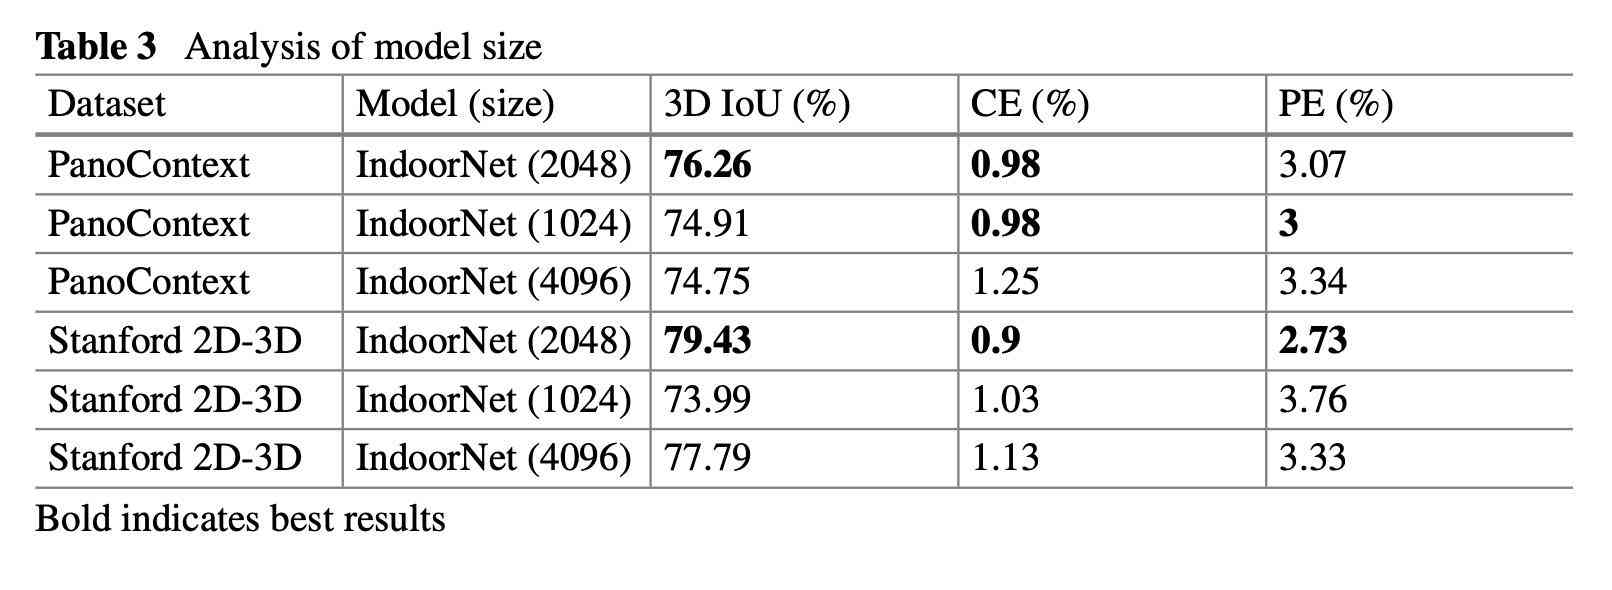 Table 3 Analysis of model size
Dataset Model (size) 3D IoU (%) CE (%) PE (%)
PanoContext IndoorNet (2048) 76.26 0.98 3.07
PanoContext IndoorNet (1024) 74.91 0.98 3
PanoContext IndoorNet (4096) 74.75 1.25 3.34
Stanford 2D-3D IndoorNet (2048) 79.43 0.9 2.73
Stanford 2D-3D IndoorNet (1024) 73.99 1.03 3.76
Stanford 2D-3D IndoorNet (4096) 77.79 1.13 3.33
Bold indicates best results